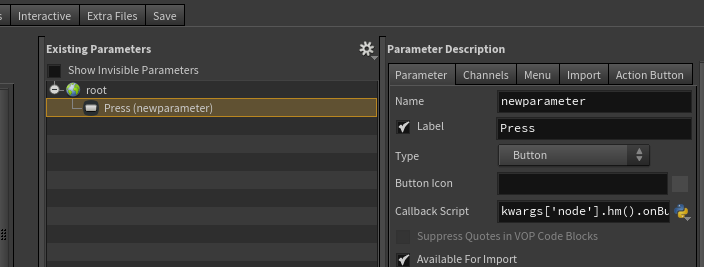 Interactive
Extra Files
Save
Existing Parameters
Show Invisible Parameters
root
Press (newparameter)
Parameter Description
Parameter
Channels
Menu
Import
Action Button
Name
newparameter
Label
Press
Type
Button
Button Icon
Callback Script
kwargs['node'].hm().onBu
Suppress Quotes in VOP Code Blocks
Available For Import